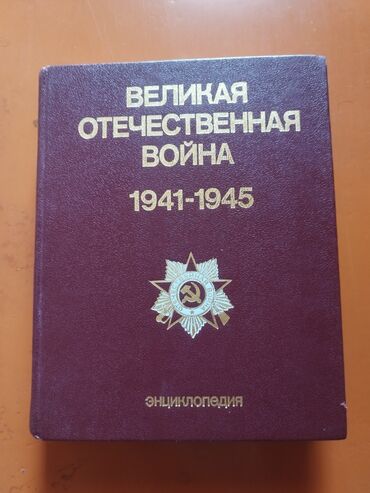 ВЕЛИКАЯ
ОТЕЧЕСТВЕННАЯ
ВОЙНА
1941-1945
ЭНЦИКЛОПЕДИЯ